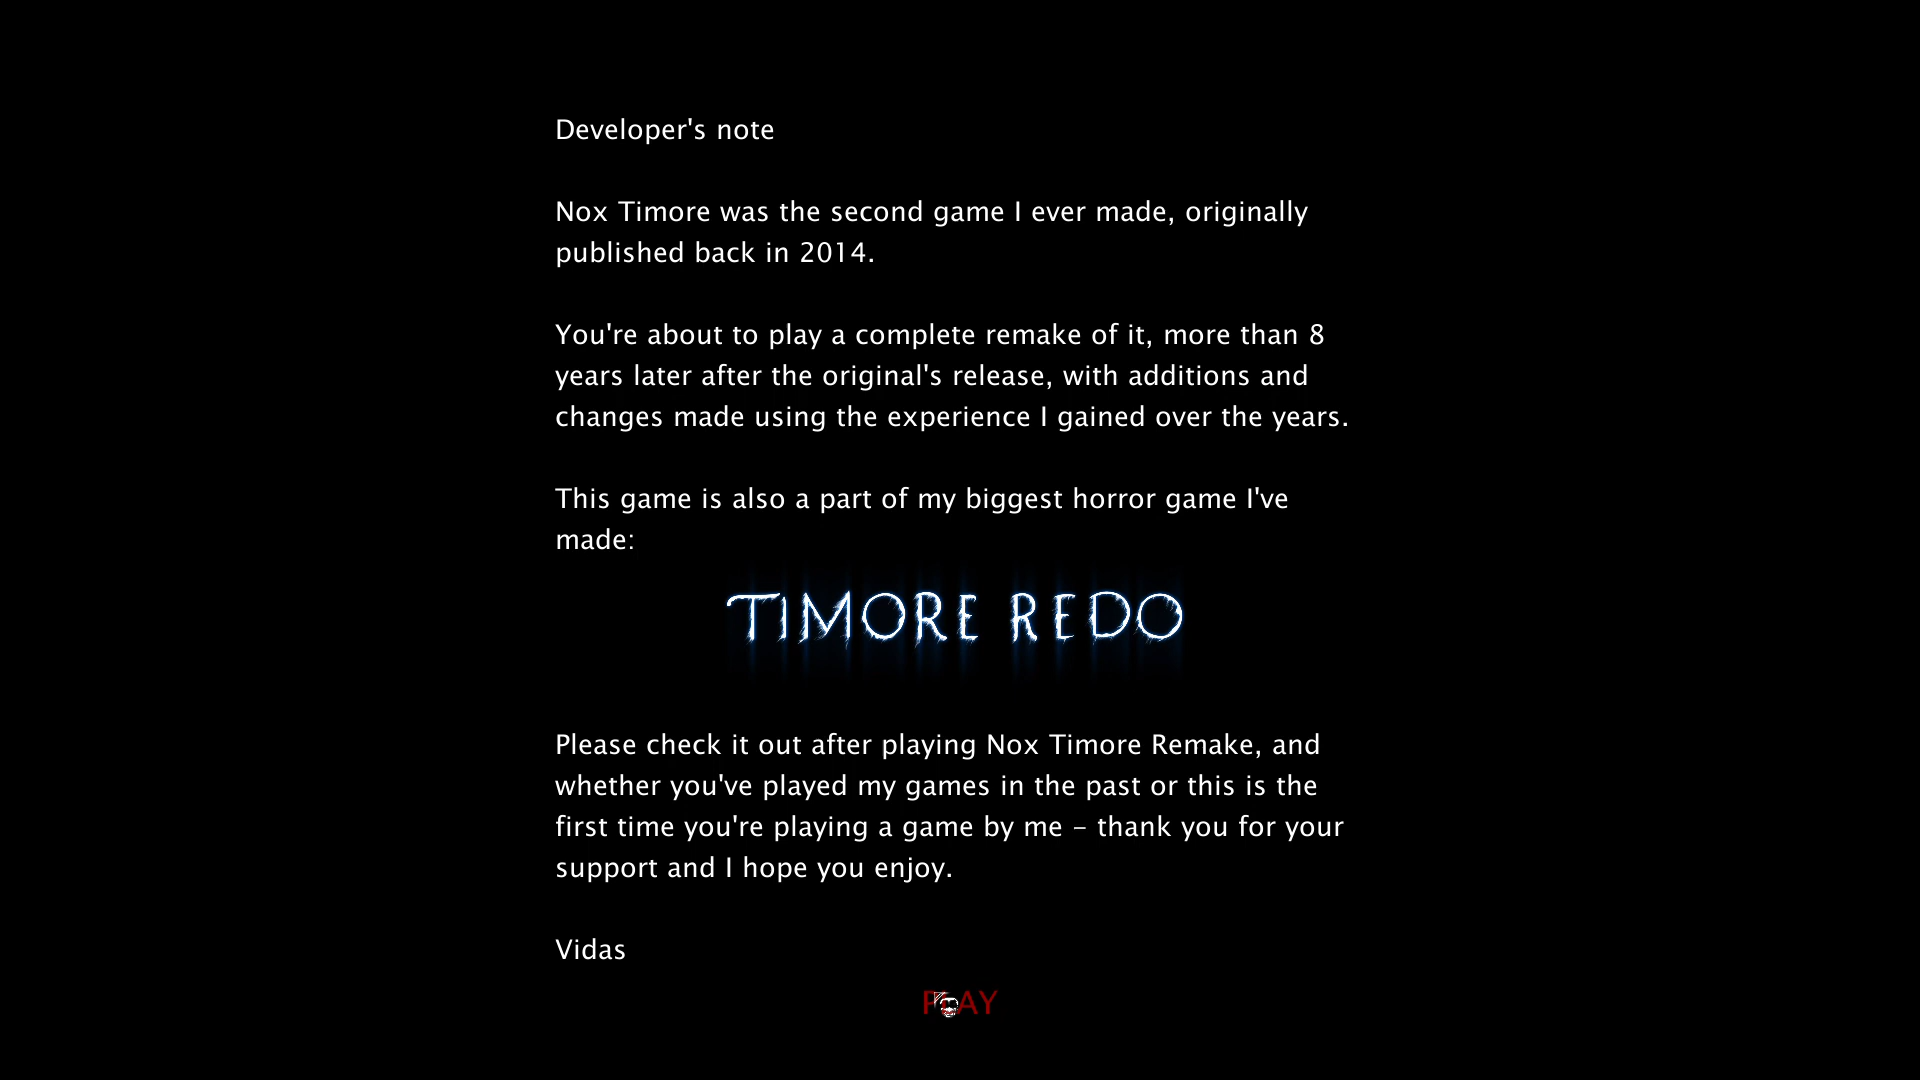 Developer's note
Nox Timore was the second game I ever made, originally
published back in 2014.
You're about to play a complete remake of it, more than 8
years later after the original's release, with additions and
changes made using the experience I gained over the years.
This game is also a part of my biggest horror game I've
made:
TIMORE REDO
Please check it out after playing Nox Timore Remake, and
whether you've played my games in the past or this is the
first time you're playing a game by me – thank you for your
support and I hope you enjoy.
Vidas
PLAY